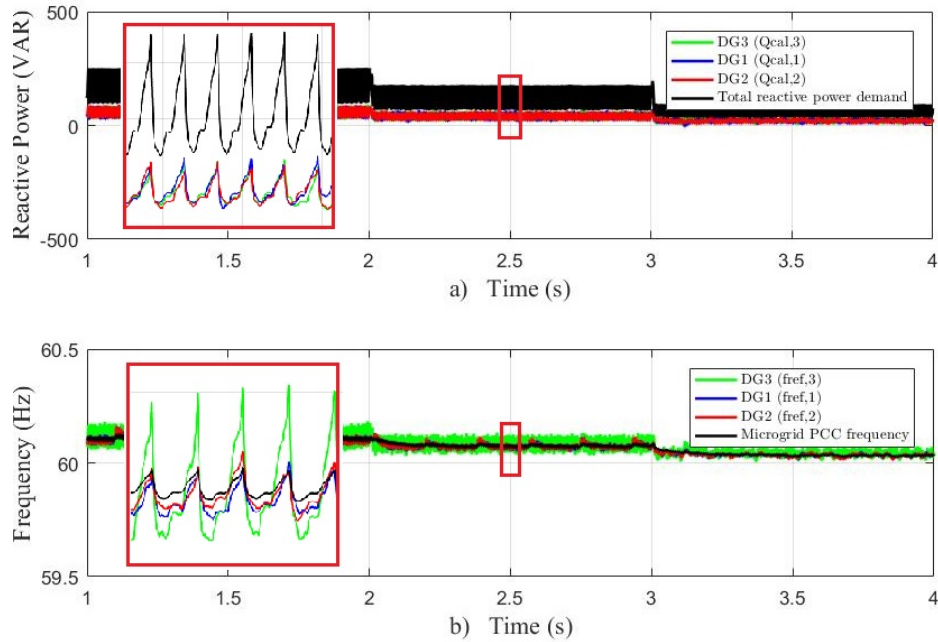 500
0
-500
Reactive Power (VAR)
DG3 (Qcal,3)
DG1 (Qcal,1)
DG2 (Qcal,2)
Total reactive power demand
1 1.5 2 2.5 3 3.5 4
a) Time (s)
60.5
60
59.5
Frequency (Hz)
DG3 (fref,3)
DG1 (fref,1)
DG2 (fref,2)
Microgrid PCC frequency
1 1.5 2 2.5 3 3.5 4
b) Time (s)